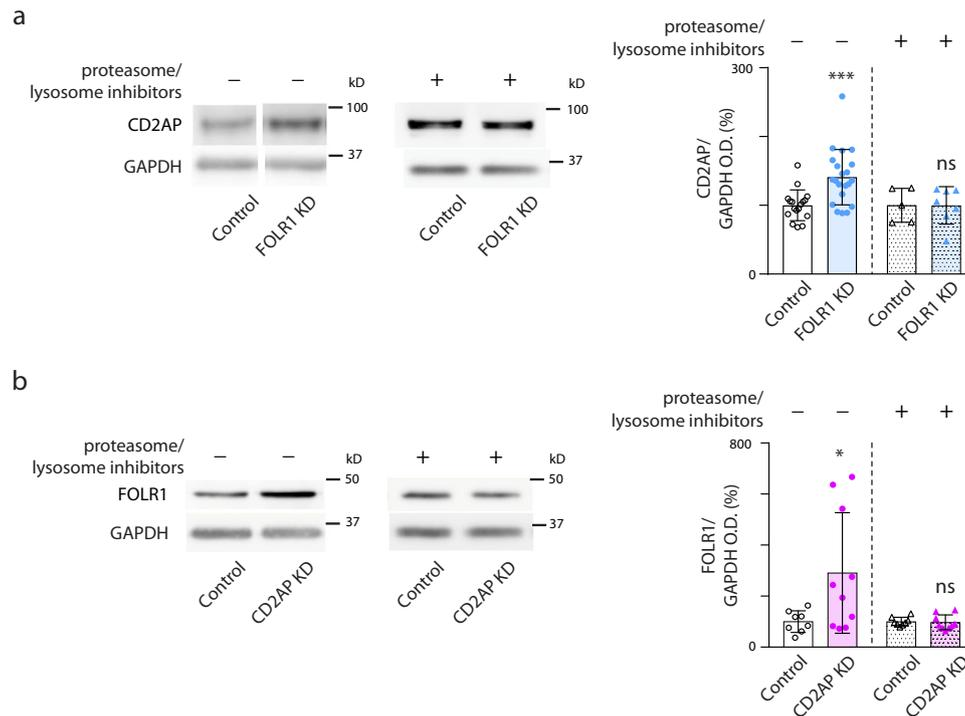 a
proteasome/
lysosome inhibitors
− −
kD
+ +
kD
CD2AP
100
100
GAPDH
37
37
Control
FOLR1 KD
Control
FOLR1 KD
proteasome/
lysosome inhibitors
− − + +
300
0
CD2AP/
GAPDH O.D. (%)
***
ns
Control
FOLR1 KD
Control
FOLR1 KD
b
proteasome/
lysosome inhibitors
− −
kD
+ +
kD
FOLR1
50
50
GAPDH
37
37
Control
CD2AP KD
Control
CD2AP KD
proteasome/
lysosome inhibitors
− − + +
800
0
FOLR1/
GAPDH O.D. (%)
*
ns
Control
CD2AP KD
Control
CD2AP KD